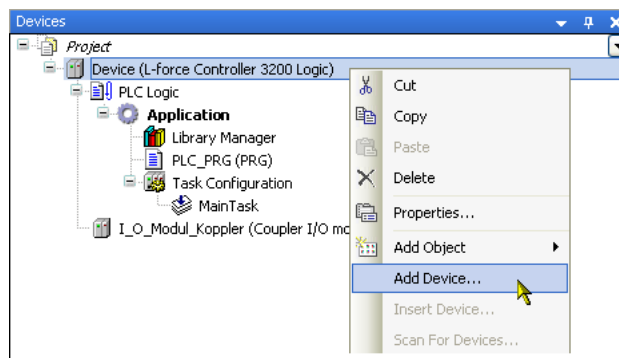 Devices
Project
Device (L-force Controller 3200 Logic)
PLC Logic
Application
Library Manager
PLC_PRG (PRG)
Task Configuration
MainTask
I_O_Modul_Koppler (Coupler I/O mo
Cut
Copy
Paste
Delete
Properties...
Add Object
Add Device...
Insert Device...
Scan For Devices...